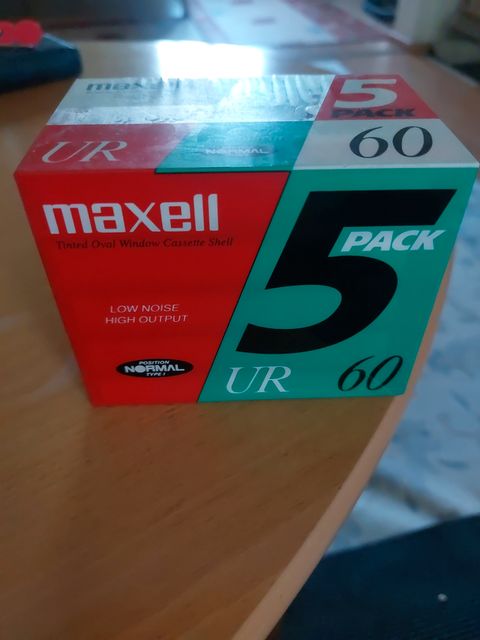 maxell
5
PACK
UR
NORMAL
60
maxell
Tinted Oval Window Cassette Shell
5
PACK
LOW NOISE
HIGH OUTPUT
POSITION
NORMAL
TYPE I
UR
60